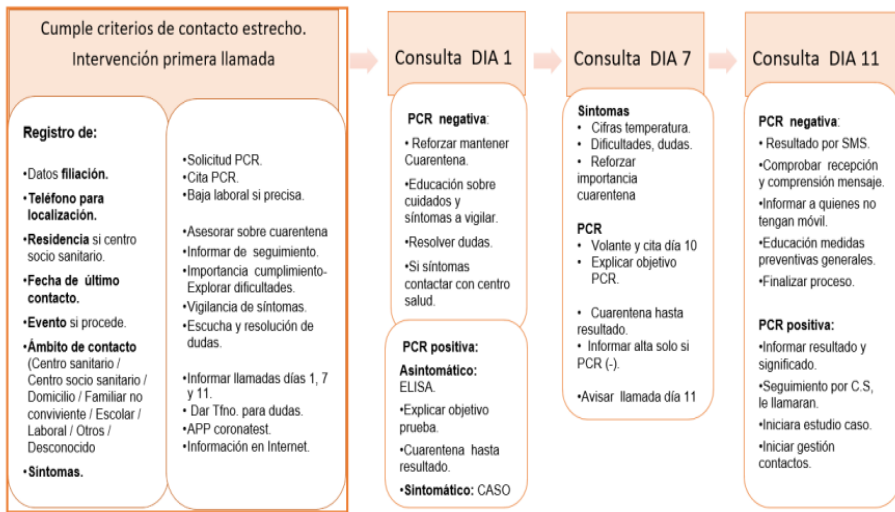 Cumple criterios de contacto estrecho.
Intervención primera llamada
Registro de:
•Datos filiación.
•Teléfono para
localización.
•Residencia si centro
socio sanitario.
•Fecha de último
contacto.
•Evento si procede.
•Ámbito de contacto
(Centro sanitario /
Centro socio sanitario /
Domicilio / Familiar no
conviviente / Escolar /
Laboral / Otros /
Desconocido
•Sintomas.
•Solicitud PCR.
•Cita PCR.
•Baja laboral si precisa.
•Asesorar sobre cuarentena
•Informar de seguimiento.
•Importancia cumplimiento-
Explorar dificultades.
•Vigilancia de síntomas.
•Escucha y resolución de
dudas.
•Informar llamadas días 1, 7
y 11.
• Dar Tfno. para dudas.
•APP coronatest.
•Información en Internet.
Consulta DIA 1
PCR negativa:
• Reforzar mantener
Cuarentena.
•Educación sobre
cuidados y
síntomas a vigilar.
•Resolver dudas.
•Si síntomas
contactar con centro
salud.
PCR positiva:
Asintomático:
ELISA.
•Explicar objetivo
prueba.
•Cuarentena hasta
resultado.
•Sintomático: CASO
Consulta DIA 7
Sintomas
• Cifras temperatura.
• Dificultades, dudas.
• Reforzar
importancia
cuarentena
PCR
• Volante y cita día 10
• Explicar objetivo
PCR.
• Cuarentena hasta
resultado.
• Informar alta solo si
PCR (-).
•Avisar llamada día 11
Consulta DIA 11
PCR negativa:
•Resultado por SMS.
•Comprobar recepción
y comprensión mensaje.
•Informar a quienes no
tengan móvil.
•Educación medidas
preventivas generales.
•Finalizar proceso.
PCR positiva:
•Informar resultado y
significado.
•Seguimiento por C.S,
le llamaran.
•Iniciara estudio caso.
•Iniciar gestión
contactos.